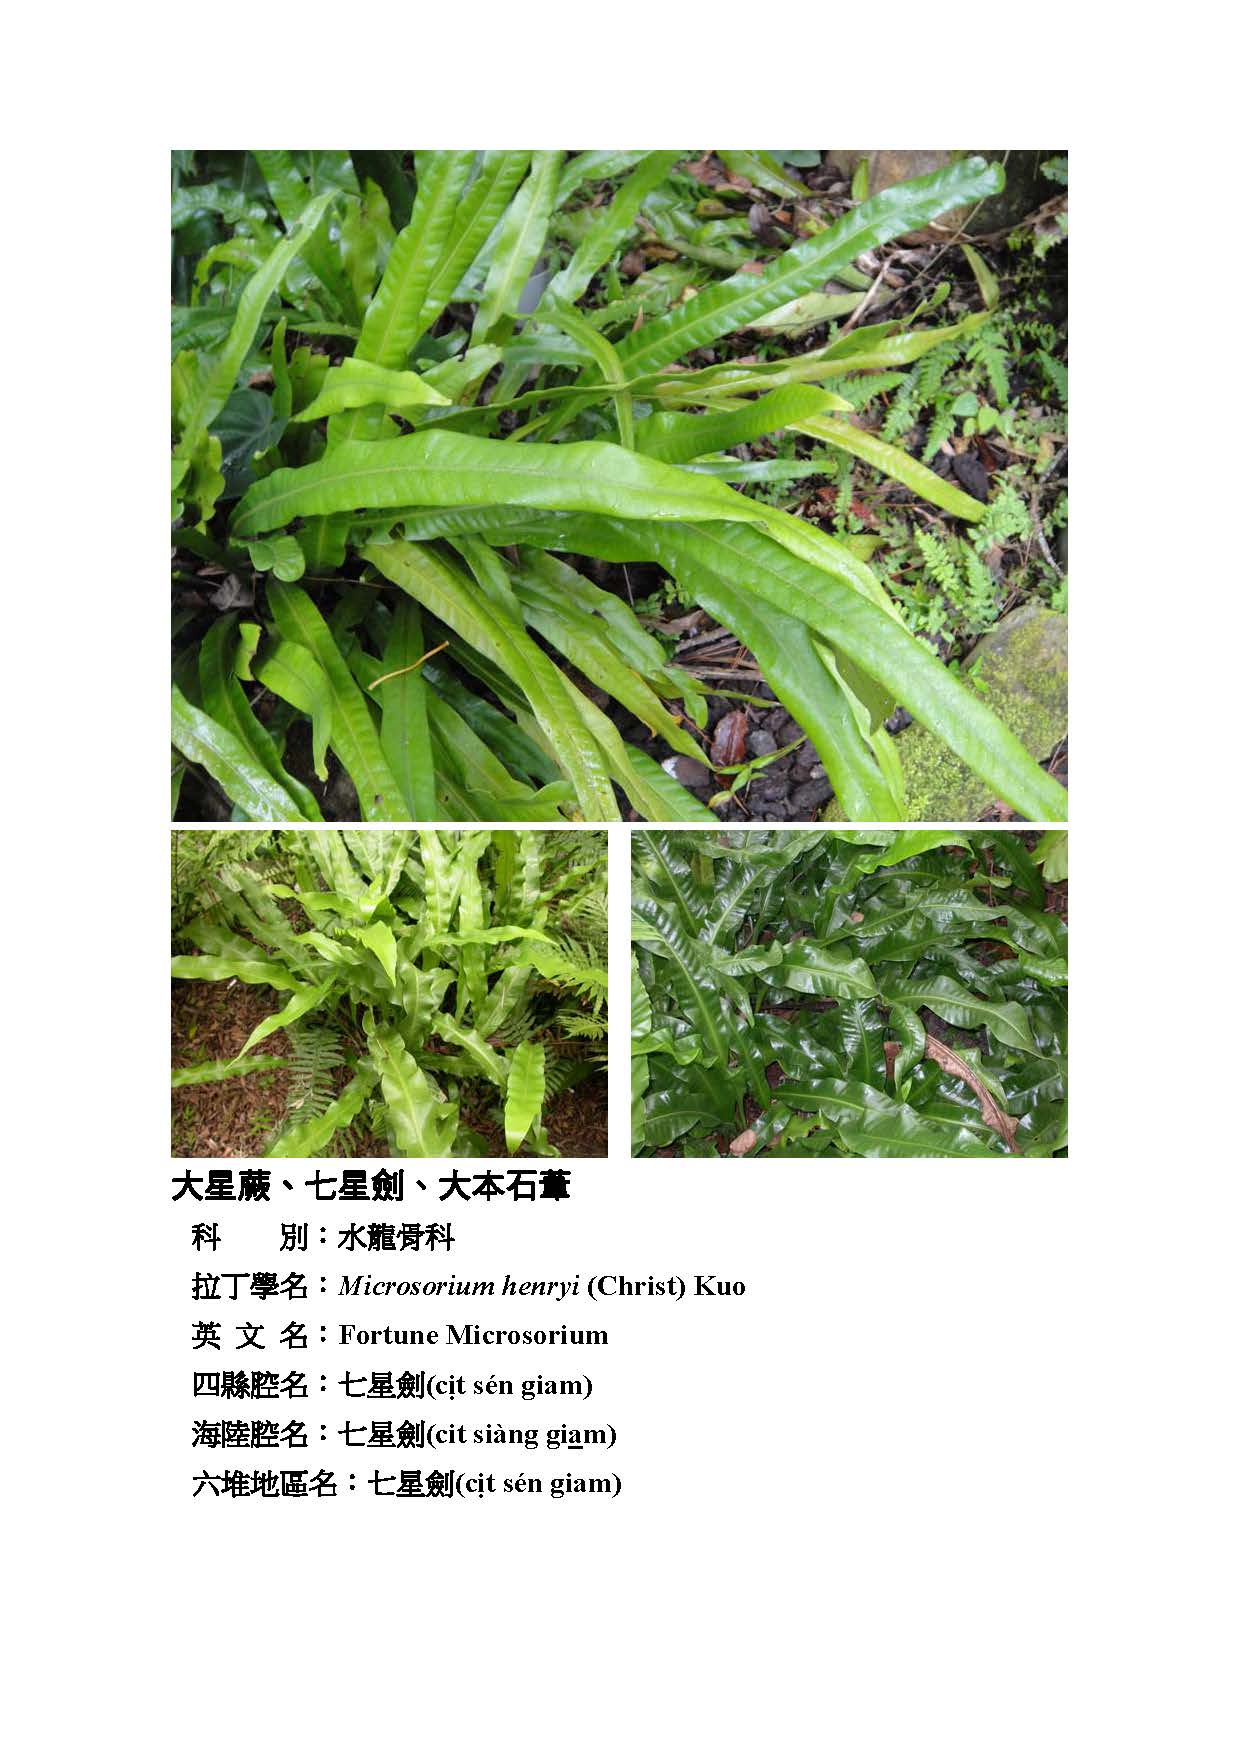 大星蕨、七星劍、大本石葦
科　　別：水龍骨科
拉丁學名：Microsorium henryi (Christ) Kuo
英 文 名：Fortune Microsorium
四縣腔名：七星劍(cịt sén giam)
海陸腔名：七星劍(cit siàng gia̲m)
六堆地區名：七星劍(cịt sén giam)